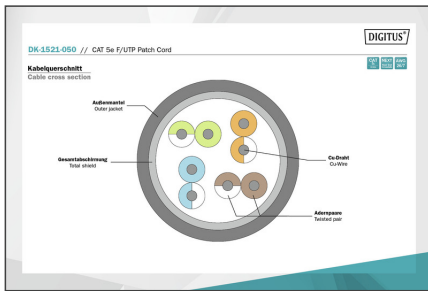 DIGITUS®
DK-1521-050 // CAT 5e F/UTP Patch Cord
Kabelquerschnitt
Cable cross section
Außenmantel
Outer jacket
Gesamtabschirmung
Total shield
Cu-Draht
Cu-Wire
Adernpaare
Twisted pair